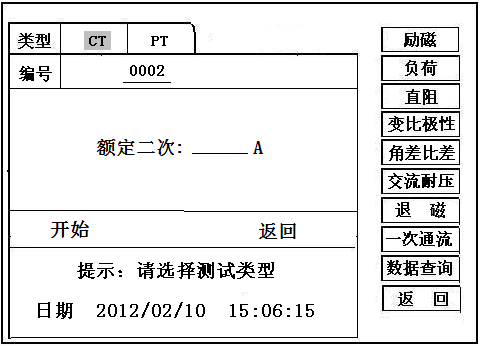 类型 CT PT
编号 0002
额定二次: A
开始 返回
提示: 请选择测试类型
日期 2012/02/10 15:06:15
励磁
负荷
直阻
变比极性
角差比差
交流耐压
退 磁
一次通流
数据查询
返 回